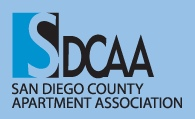 SDCAA
SAN DIEGO COUNTY
APARTMENT ASSOCIATION